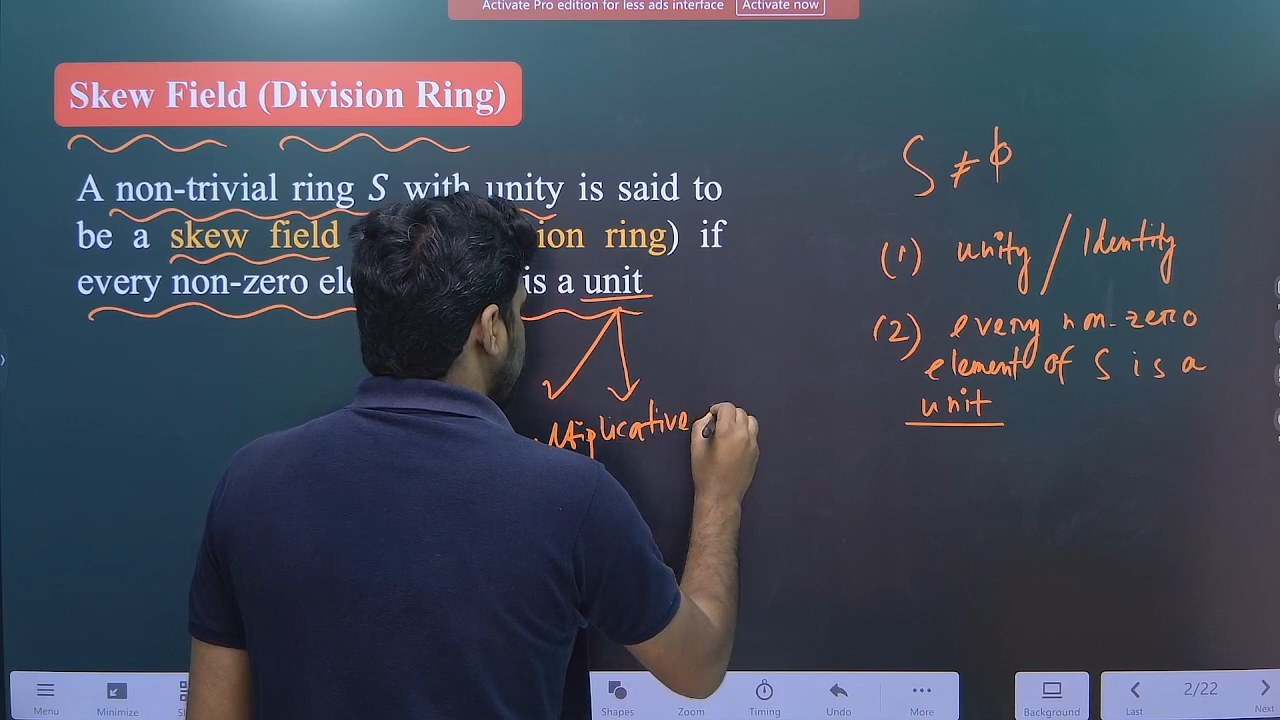 Activate Pro edition for less ads interface Activate now
Skew Field (Division Ring)
A non-trivial ring S with unity is said to
be a skew field ion ring) if
every non-zero is a unit
Multiplicative
S ≠ ϕ
(1) unity / Identity
(2) every non-zero
element of S is a
unit
Menu Minimize Shapes Zoom Timing Undo More Background Last 2/22 Next